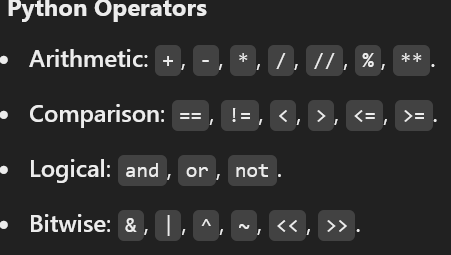 Python Operators
• Arithmetic: +, -, *, /, //, %, **.
• Comparison: ==, !=, <, >, <=, >=.
• Logical: and, or, not.
• Bitwise: &, |, ^, ~, <<, >>.